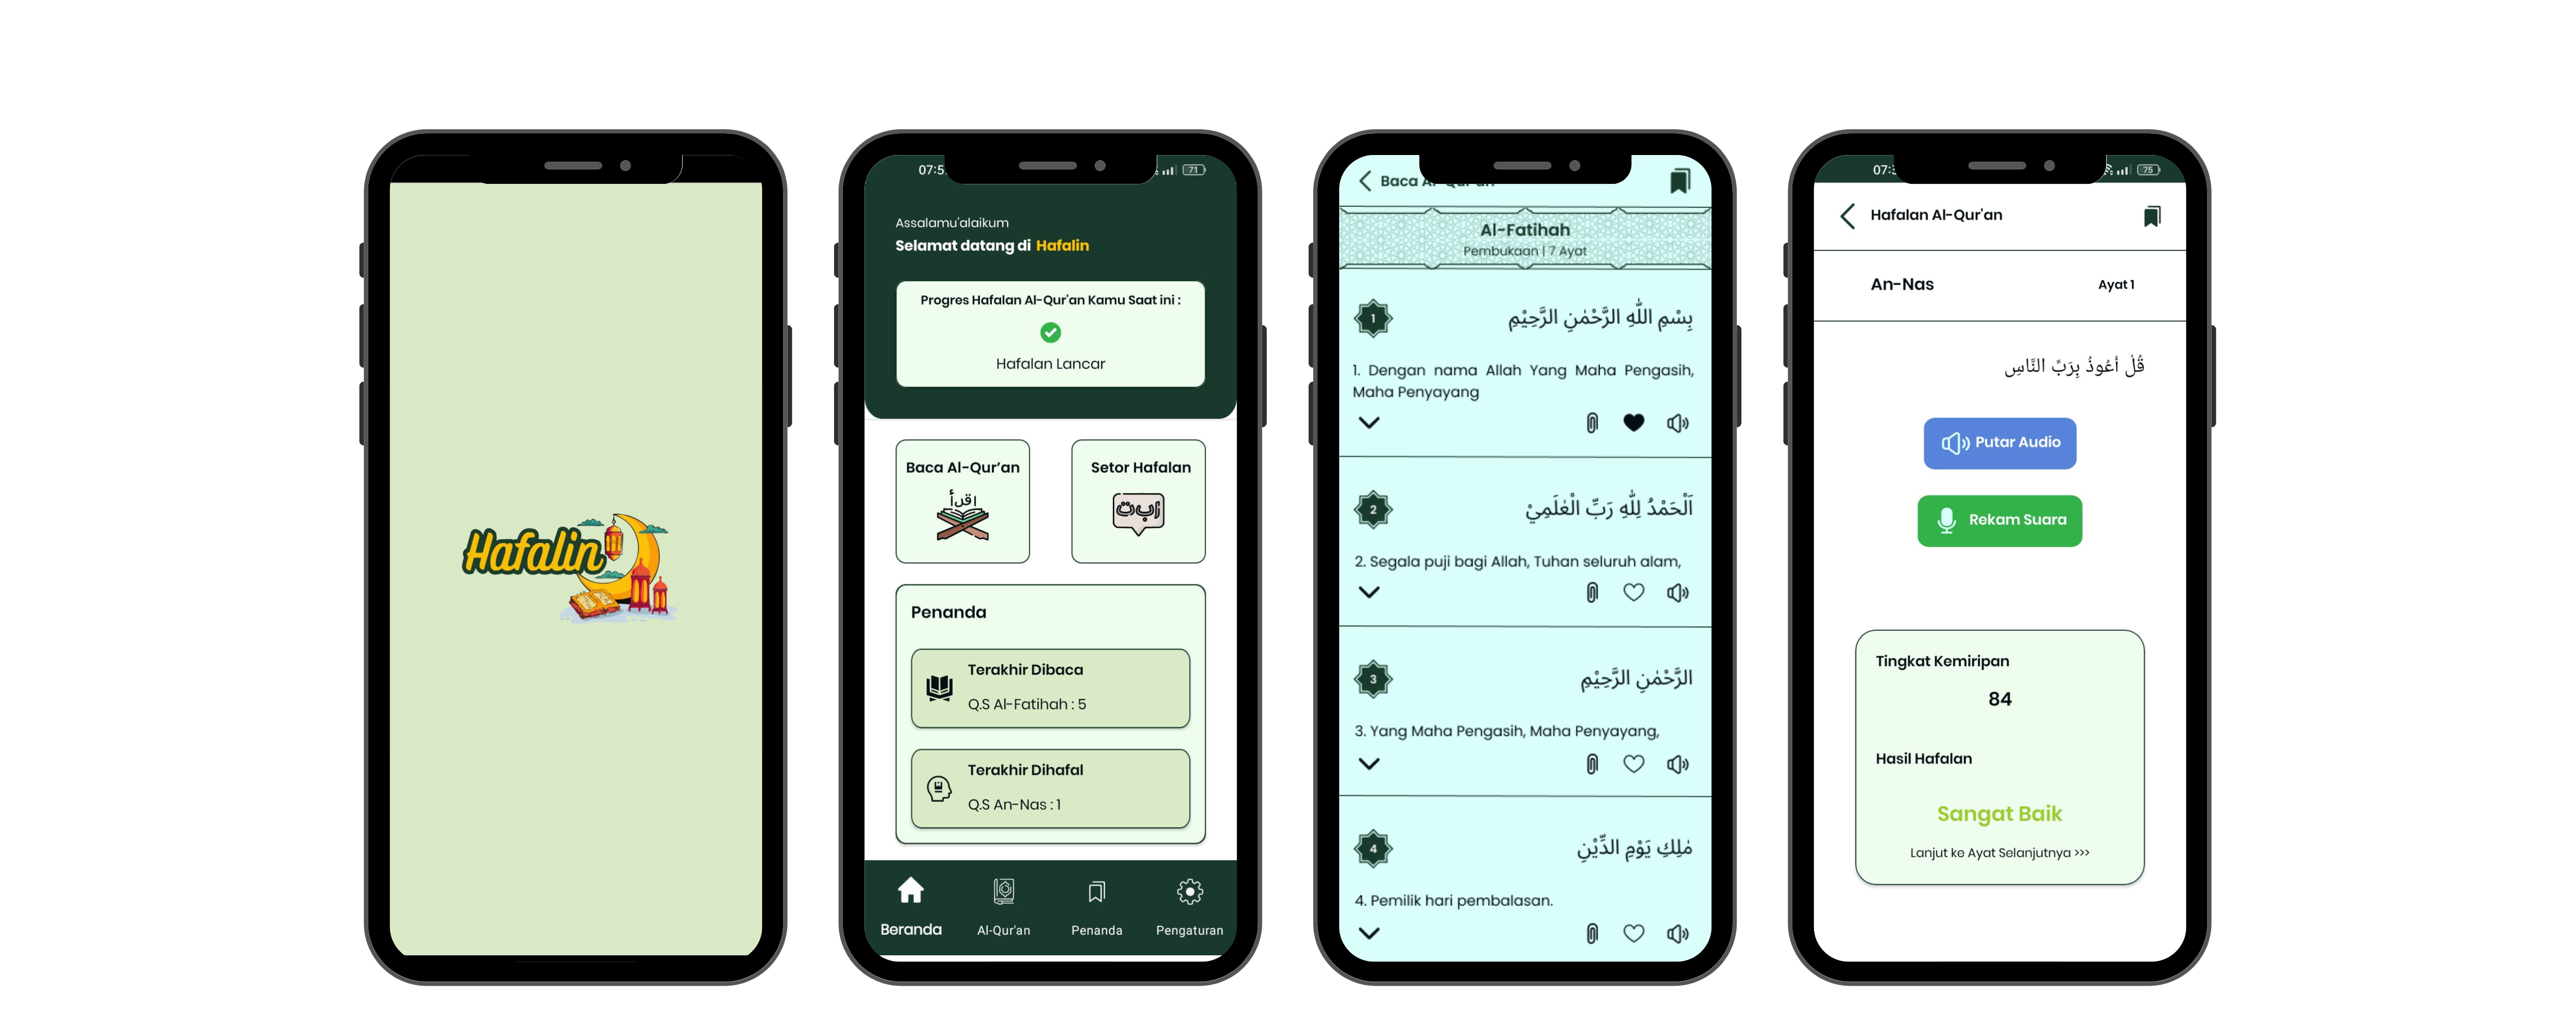 Hafalin
07:5
71
Assalamu'alaikum
Selamat datang di Hafalin
Progres Hafalan Al-Qur'an Kamu Saat ini :
Hafalan Lancar
Baca Al-Qur'an
اقرأ
Setor Hafalan
اب ت
Penanda
Terakhir Dibaca
Q.S Al-Fatihah : 5
Terakhir Dihafal
Q.S An-Nas : 1
Beranda
Al-Qur'an
Penanda
Pengaturan
Baca Al-Qur'an
Al-Fatihah
Pembukaan | 7 Ayat
1
بِسْمِ اللّٰهِ الرَّحْمٰنِ الرَّحِيْمِ
1. Dengan nama Allah Yang Maha Pengasih,
Maha Penyayang
2
اَلْحَمْدُ لِلّٰهِ رَبِّ الْعٰلَمِيْ
2. Segala puji bagi Allah, Tuhan seluruh alam,
3
الرَّحْمٰنِ الرَّحِيْمِ
3. Yang Maha Pengasih, Maha Penyayang,
4
مٰلِكِ يَوْمِ الدِّيْنِ
4. Pemilik hari pembalasan.
07:3
75
Hafalan Al-Qur'an
An-Nas
Ayat 1
قُلْ أَعُوذُ بِرَبِّ النَّاسِ
Putar Audio
Rekam Suara
Tingkat Kemiripan
84
Hasil Hafalan
Sangat Baik
Lanjut ke Ayat Selanjutnya >>>